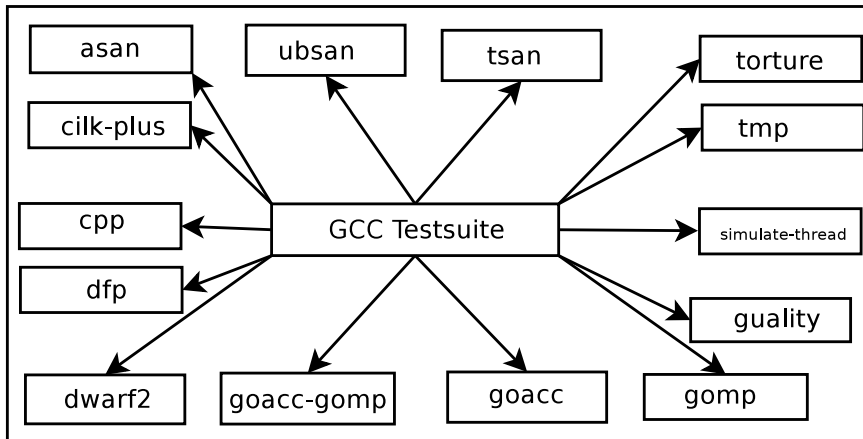 asan
ubsan
tsan
torture
cilk-plus
tmp
cpp
GCC Testsuite
simulate-thread
dfp
guality
dwarf2
goacc-gomp
goacc
gomp